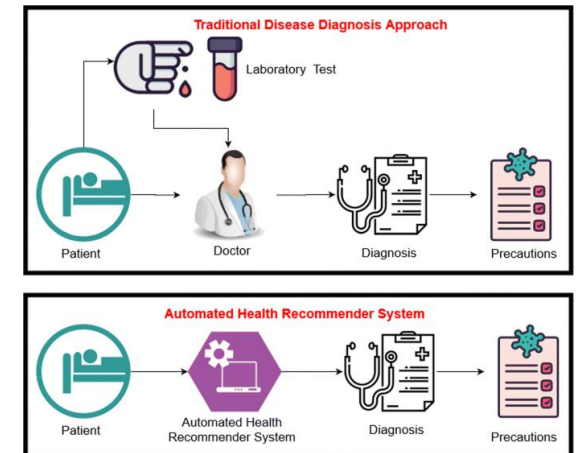 Traditional Disease Diagnosis Approach
Laboratory Test
Patient
Doctor
Diagnosis
Precautions
Automated Health Recommender System
Patient
Automated Health
Recommender System
Diagnosis
Precautions